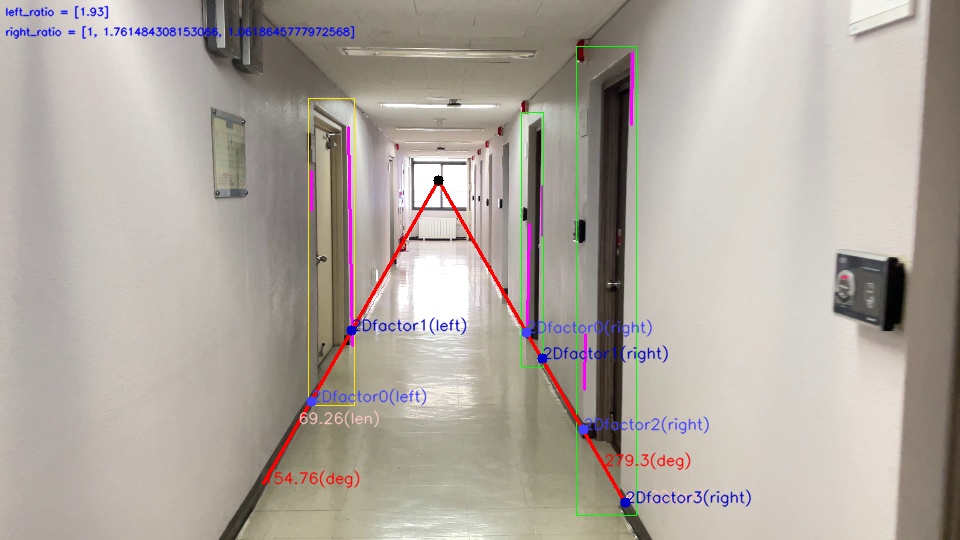 left_ratio = [1.93]
right_ratio = [1, 1.761484308153066, 1.0618645777972568]
2Dfactor1(left)
2Dfactor0(right)
2Dfactor1(right)
2Dfactor0(left)
69.26(len)
2Dfactor2(right)
279.3(deg)
54.76(deg)
2Dfactor3(right)